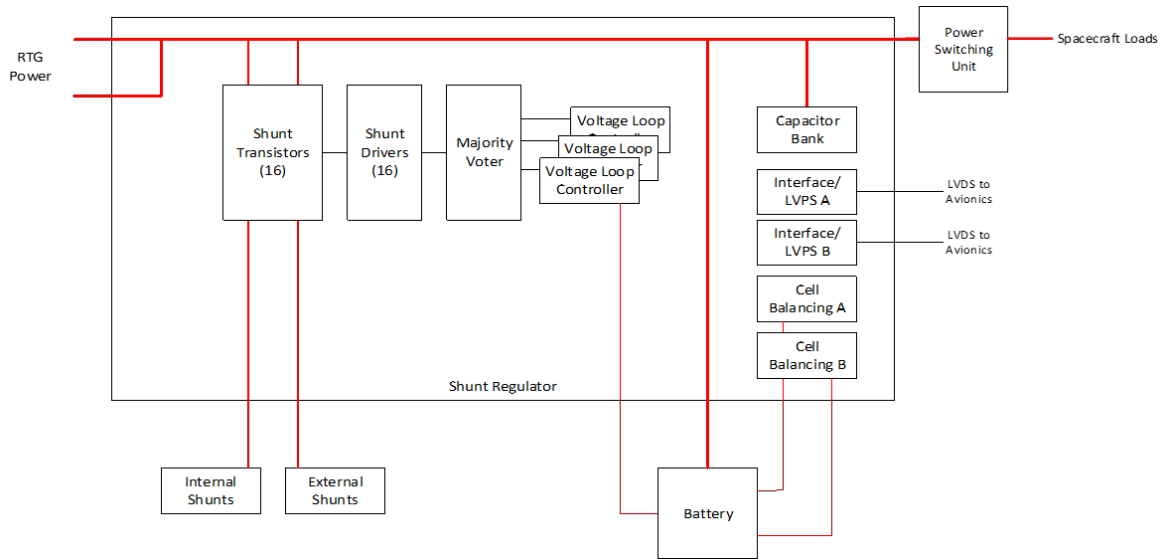 RTG
Power
Power
Switching
Unit
Spacecraft Loads
Shunt
Transistors
(16)
Shunt
Drivers
(16)
Majority
Voter
Voltage Loop
Voltage Loop
Voltage Loop
Controller
Capacitor
Bank
Interface/
LVPS A
LVDS to
Avionics
Interface/
LVPS B
LVDS to
Avionics
Cell
Balancing A
Cell
Balancing B
Shunt Regulator
Internal
Shunts
External
Shunts
Battery